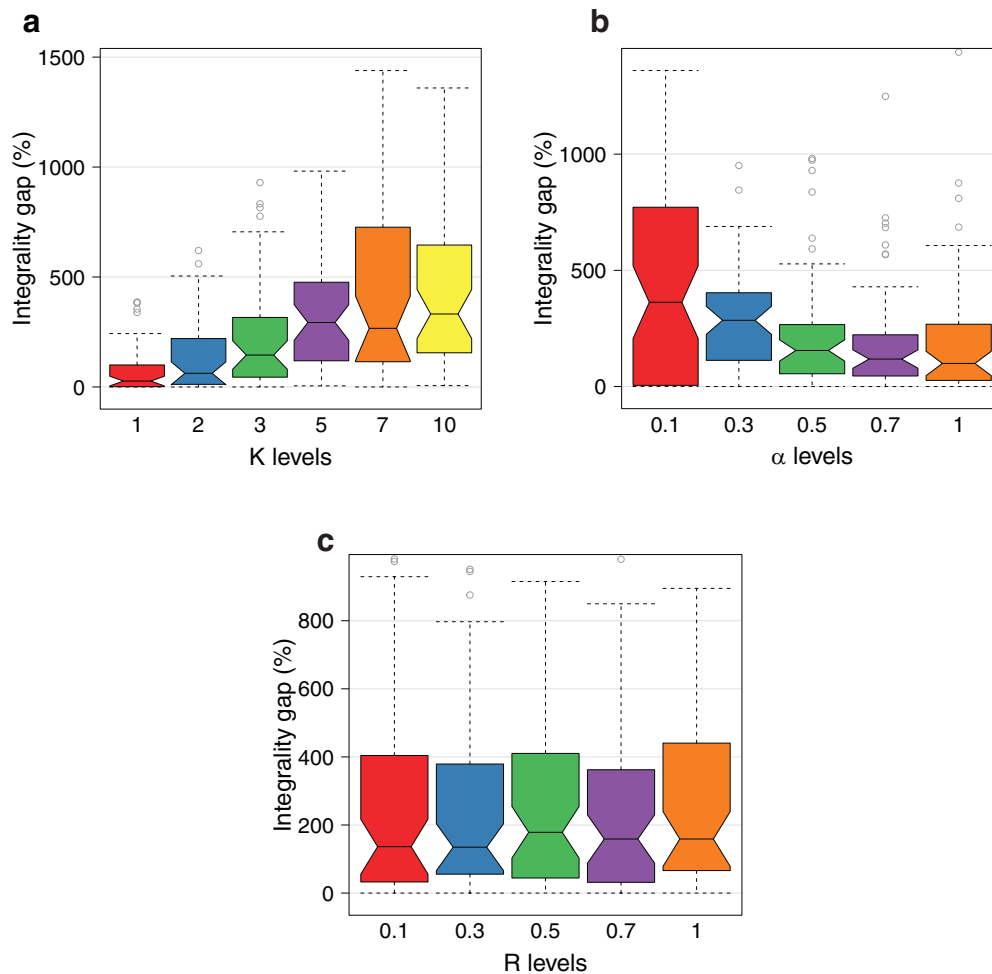 a
Integrality gap (%)
1500
1000
500
0
1 2 3 5 7 10
K levels
b
Integrality gap (%)
1000
500
0
0.1 0.3 0.5 0.7 1
α levels
c
Integrality gap (%)
800
600
400
200
0
0.1 0.3 0.5 0.7 1
R levels